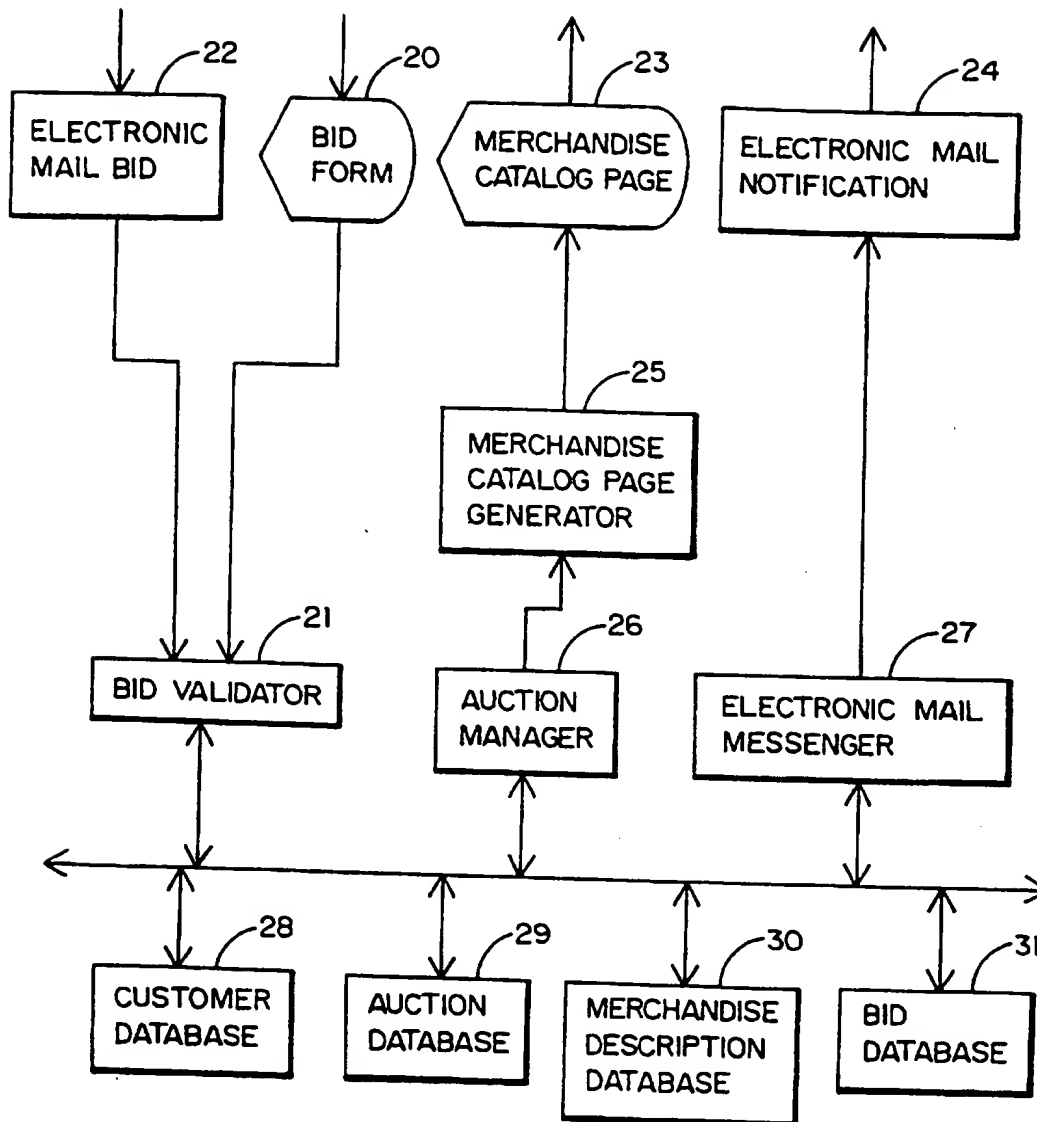 22
20
23
24
ELECTRONIC
MAIL BID
BID
FORM
MERCHANDISE
CATALOG PAGE
ELECTRONIC MAIL
NOTIFICATION
25
MERCHANDISE
CATALOG PAGE
GENERATOR
21
26
27
BID VALIDATOR
AUCTION
MANAGER
ELECTRONIC MAIL
MESSENGER
28
29
30
31
CUSTOMER
DATABASE
AUCTION
DATABASE
MERCHANDISE
DESCRIPTION
DATABASE
BID
DATABASE